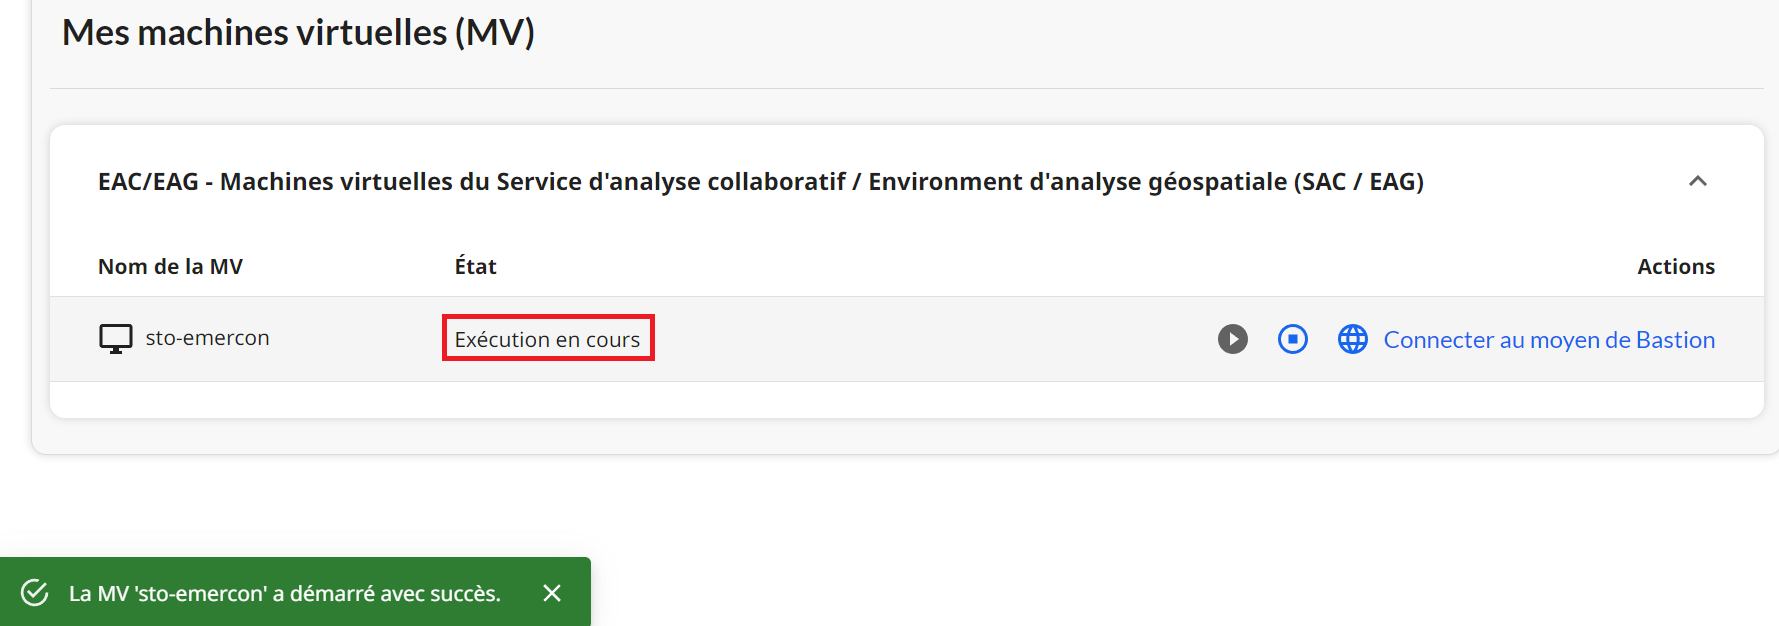 Mes machines virtuelles (MV)
EAC/EAG - Machines virtuelles du Service d'analyse collaboratif / Environment d'analyse géospatiale (SAC / EAG)
Nom de la MV État Actions
sto-emercon Exécution en cours Connecter au moyen de Bastion
La MV 'sto-emercon' a démarré avec succès.